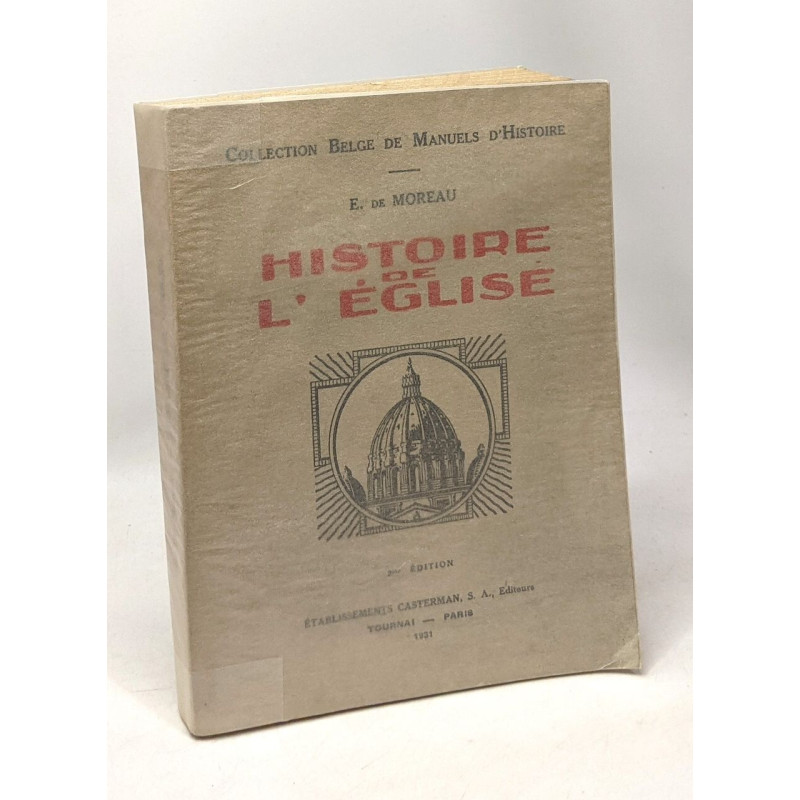 COLLECTION BELGE DE MANUELS D'HISTOIRE
E. DE MOREAU
HISTOIRE
DE
L' ÉGLISE
ÉDITION
ÉTABLISSEMENTS CASTERMAN, S. A., Éditeurs
TOURNAI — PARIS
1931